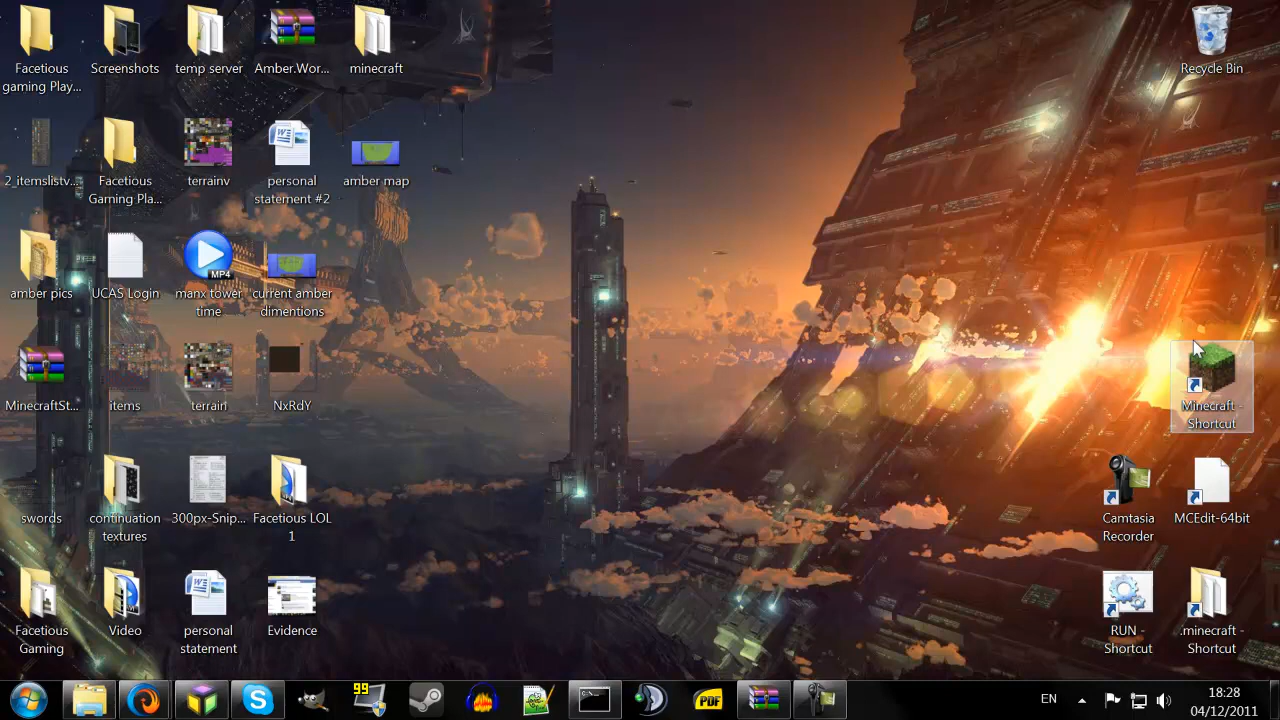 Facetious
gaming Play...
Screenshots
temp server
Amber.Wor...
minecraft
Recycle Bin
2_itemslistv...
Facetious
Gaming Pla...
terrainv
personal
statement #2
amber map
amber pics
UCAS Login
MP4
manx tower
time
current amber
dimentions
MinecraftSt...
items
terrain
NxRdY
Minecraft -
Shortcut
swords
continuation
textures
300px-Snip...
Facetious LOL
1
Camtasia
Recorder
MCEdit-64bit
Facetious
Gaming
Video
personal
statement
Evidence
RUN -
Shortcut
.minecraft -
Shortcut
99
PDF
EN
18:28
04/12/2011